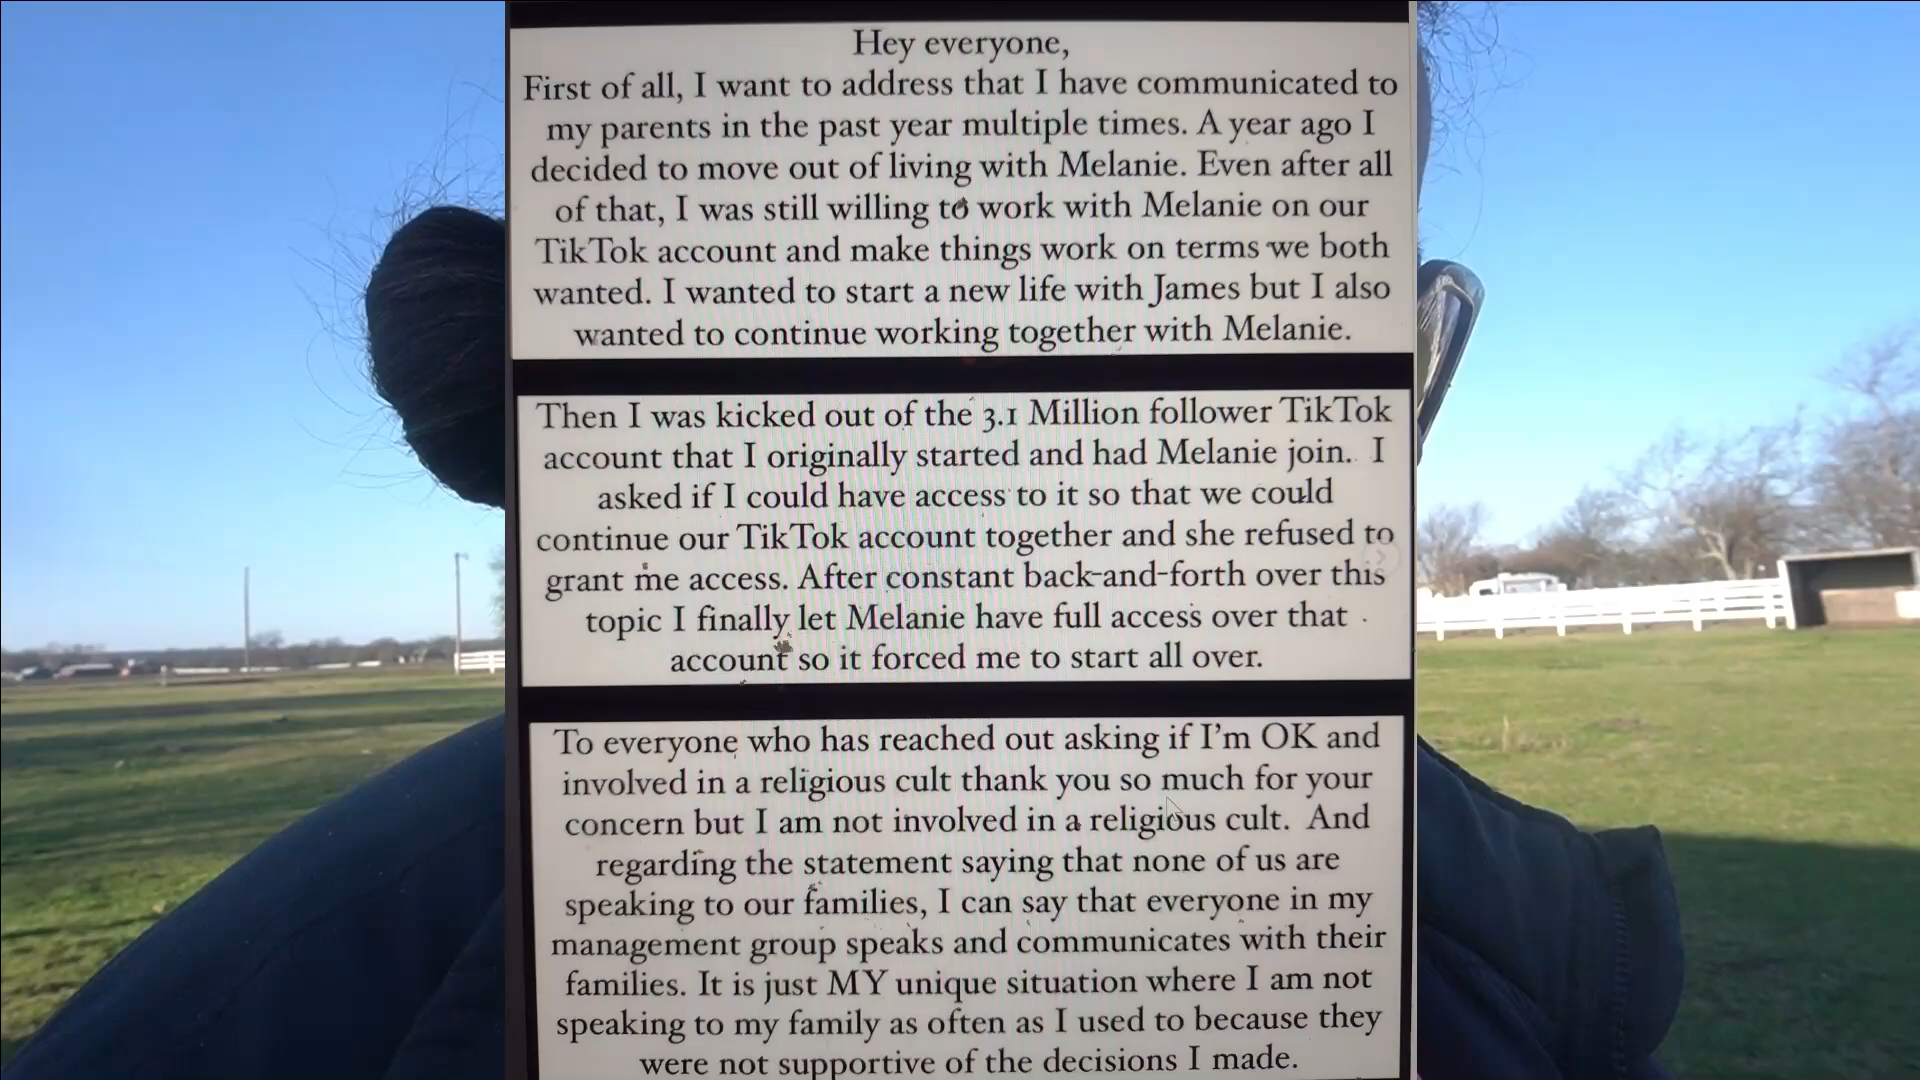 Hey everyone,
First of all, I want to address that I have communicated to
my parents in the past year multiple times. A year ago I
decided to move out of living with Melanie. Even after all
of that, I was still willing to work with Melanie on our
TikTok account and make things work on terms we both
wanted. I wanted to start a new life with James but I also
wanted to continue working together with Melanie.
Then I was kicked out of the 3.1 Million follower TikTok
account that I originally started and had Melanie join. I
asked if I could have access to it so that we could
continue our TikTok account together and she refused to
grant me access. After constant back-and-forth over this
topic I finally let Melanie have full access over that
account so it forced me to start all over.
To everyone who has reached out asking if I'm OK and
involved in a religious cult thank you so much for your
concern but I am not involved in a religious cult. And
regarding the statement saying that none of us are
speaking to our families, I can say that everyone in my
management group speaks and communicates with their
families. It is just MY unique situation where I am not
speaking to my family as often as I used to because they
were not supportive of the decisions I made.